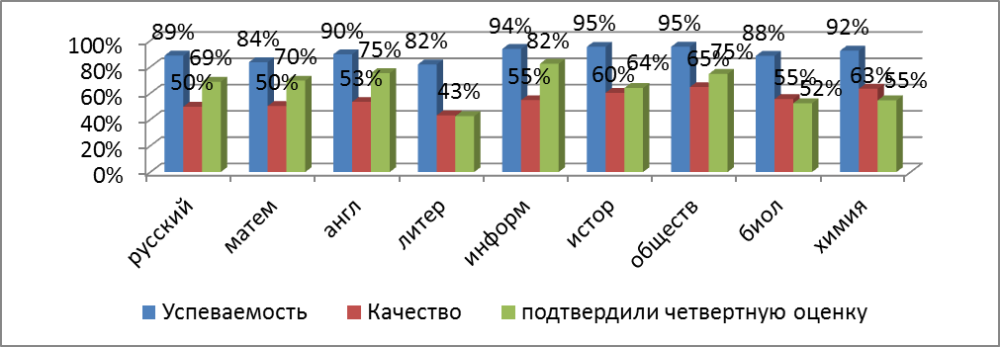 89% 84% 90% 82% 94% 95% 95% 88% 92%
69% 70% 75% 82% 64% 75% 52% 55%
50% 50% 53% 43% 55% 60% 65% 55% 63%
100%
80%
60%
40%
20%
0%
русский матем англ литер информ истор обществ биол химия
Успеваемость Качество подтвердили четвертную оценку